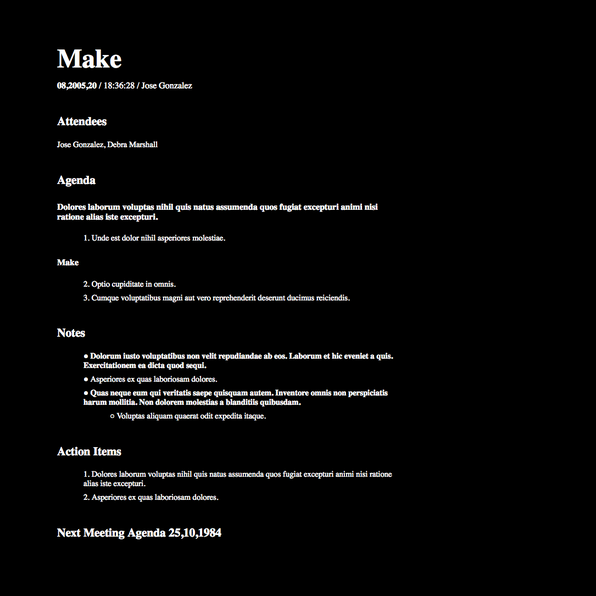 Make
08,2005,20 / 18:36:28 / Jose Gonzalez
Attendees
Jose Gonzalez, Debra Marshall
Agenda
Dolores laborum voluptas nihil quis natus assumenda quos fugiat excepturi animi nisi
ratione alias iste excepturi.
1. Unde est dolor nihil asperiores molestiae.
Make
2. Optio cupiditate in omnis.
3. Cumque voluptatibus magni aut vero reprehenderit deserunt ducimus reiciendis.
Notes
● Dolorum iusto voluptatibus non velit repudiandae ab eos. Laborum et hic eveniet a quis.
Exercitationem ea dicta quod sequi.
● Asperiores ex quas laboriosam dolores.
● Quas neque eum qui veritatis saepe quisquam autem. Inventore omnis non perspiciatis
harum mollitia. Non dolorem molestias a blanditiis quibusdam.
○ Voluptas aliquam quaerat odit expedita itaque.
Action Items
1. Dolores laborum voluptas nihil quis natus assumenda quos fugiat excepturi animi nisi ratione
alias iste excepturi.
2. Asperiores ex quas laboriosam dolores.
Next Meeting Agenda 25,10,1984